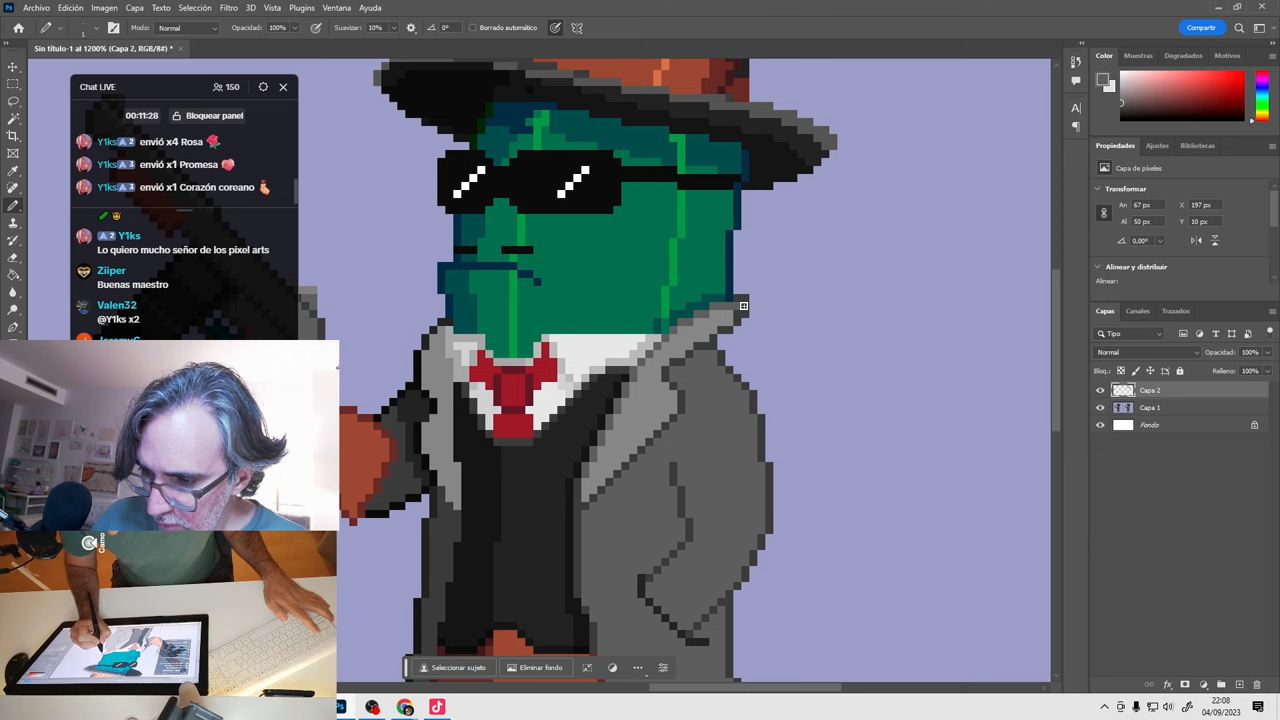 Archivo Edición Imagen Capa Texto Selección Filtro 3D Vista Plugins Ventana Ayuda
Modo: Normal Opacidad: 100% Suavizar: 10% 0° Borrado automático Compartir
Sin título-1 al 1200% (Capa 2, RGB/8#) *
Chat LIVE 150
00:11:28 Bloquear panel
Y1ks A 2 envió x4 Rosa
Y1ks A 3 envió x1 Promesa
Y1ks A 3 envió x1 Corazón coreano
A 2 Y1ks
Lo quiero mucho señor de los pixel arts
Ziiper
Buenas maestro
Valen32
@Y1ks x2
Camo
Color Muestras Degradados Motivos
Propiedades Ajustes Bibliotecas
Capa de píxeles
Transformar
An 67 px X 197 px
Al 50 px Y 10 px
0,00°
Alinear y distribuir
Alinear:
Capas Canales Trazados
Tipo
Normal Opacidad: 100%
Bloq.: Relleno: 100%
Capa 2
Capa 1
Fondo
Seleccionar sujeto Eliminar fondo
22:08
04/09/2023